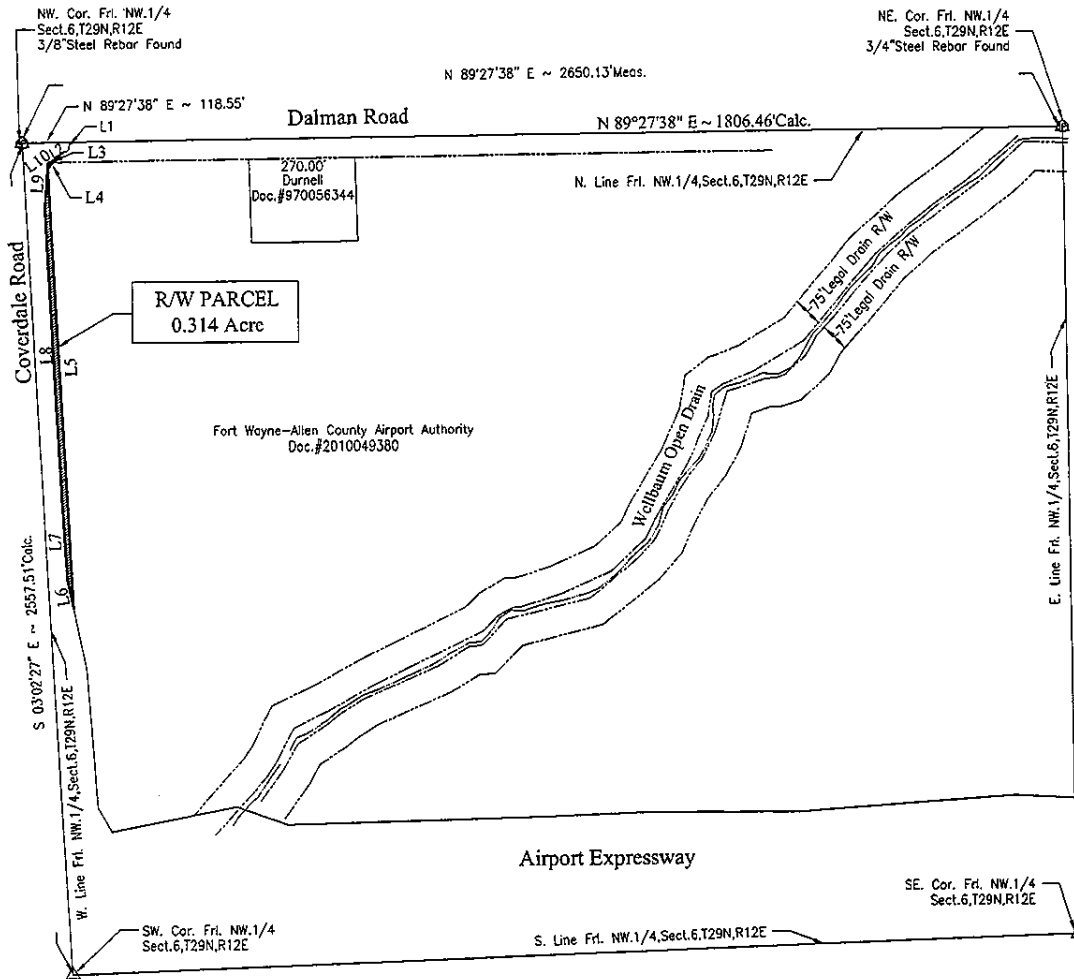 NW. Cor. Frl. NW.1/4
Sect.6,T29N,R12E
3/8"Steel Rebar Found
NE. Cor. Frl. NW.1/4
Sect.6,T29N,R12E
3/4"Steel Rebar Found
N 89°27'38" E ~ 2650.13'Meas.
N 89°27'38" E ~ 118.55'
L1
Dalman Road
N 89°27'38" E ~ 1806.46'Calc.
L10
L2
L3
L9
L4
270.00'
Durnell
Doc.#970056344
N. Line Frl. NW.1/4,Sect.6,T29N,R12E
75'Legal Drain R/W
75'Legal Drain R/W
R/W PARCEL
0.314 Acre
Coverdale Road
L8
L5
Fort Wayne-Allen County Airport Authority
Doc.#2010049380
Wellbaum Open Drain
E. Line Frl. NW.1/4,Sect.6,T29N,R12E
L7
L6
S 03°02'27" E ~ 2557.51'Calc.
W. Line Frl. NW.1/4,Sect.6,T29N,R12E
Airport Expressway
SW. Cor. Frl. NW.1/4
Sect.6,T29N,R12E
S. Line Frl. NW.1/4,Sect.6,T29N,R12E
SE. Cor. Frl. NW.1/4
Sect.6,T29N,R12E